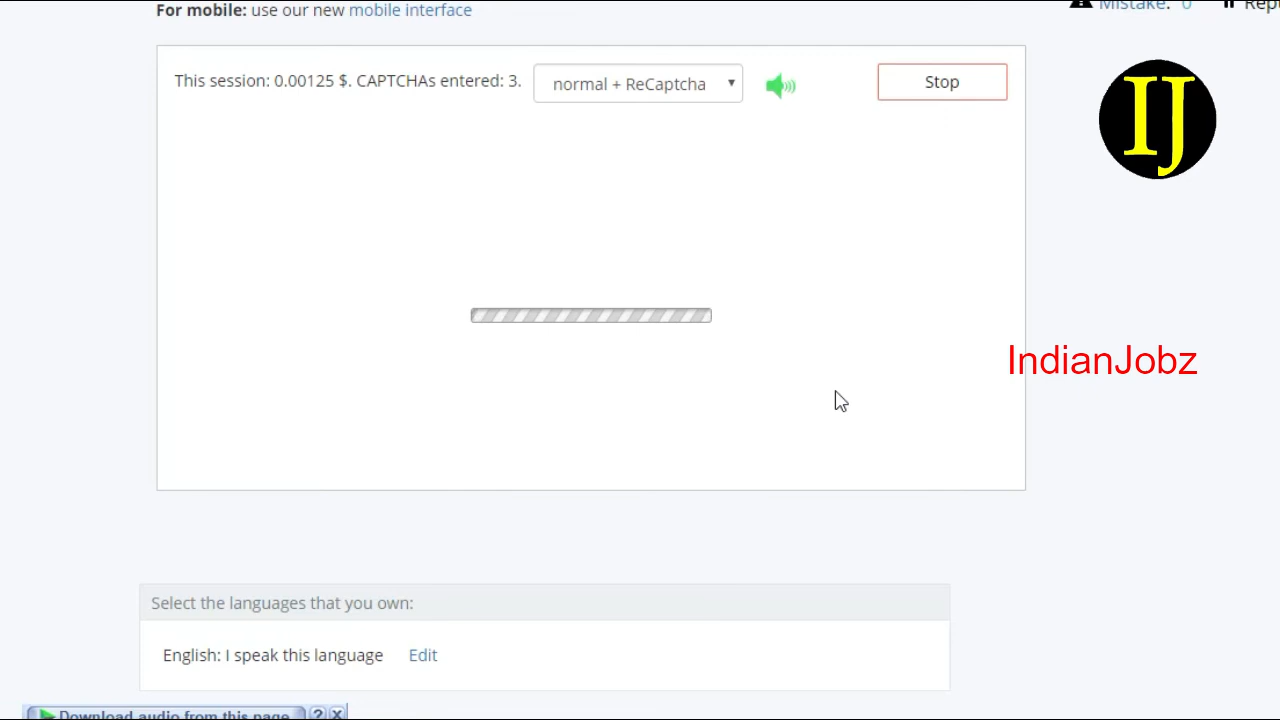 For mobile: use our new mobile interface
Mistake: 0
This session: 0.00125 $. CAPTCHAs entered: 3.
normal + ReCaptcha
Stop
IJ
IndianJobz
Select the languages that you own:
English: I speak this language Edit
Download audio from this page ? X